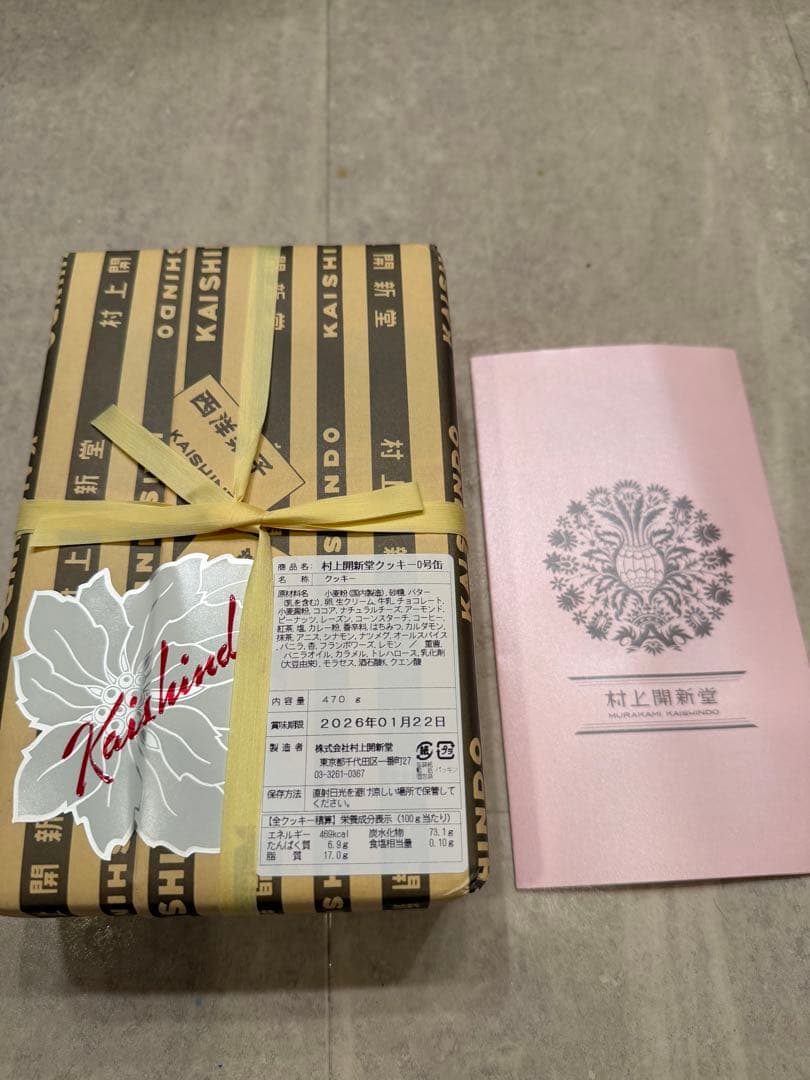 村上開
SHINDO
KAISHI
KAISHI
開新堂
西洋菓子
KAISHINDO
村上開新堂
KAISHINDO
Kaishind
商品名: 村上開新堂クッキー0号缶
名 称 クッキー
原材料名 小麦粉(国内製造)、砂糖、バター
(乳を含む)、卵、生クリーム、牛乳、チョコレート、
小麦澱粉、ココア、ナチュラルチーズ、アーモンド、
ピーナッツ、レーズン、コーンスターチ、コーヒー、
紅茶、塩、カレー粉、香辛料、はちみつ、カルダモン、
抹茶、アニス、シナモン、ナツメグ、オールスパイス
、バニラ、杏、フランボワーズ、レモン / 重曹、
バニラオイル、カラメル、トレハロース、乳化剤
(大豆由来)、モラセス、酒石酸K、クエン酸
内容量 470 g
賞味期限 2026年01月22日
製造者 株式会社村上開新堂
東京都千代田区一番町27
03-3261-0367
保存方法 直射日光を避け涼しい場所で保管して
ください。
【全クッキー積算】栄養成分表示(100g当たり)
エネルギー 469kcal 炭水化物 73.1g
たんぱく質 6.9g 食塩相当量 0.10g
脂 質 17.0g
村上開新堂
MURAKAMI KAISHINDO